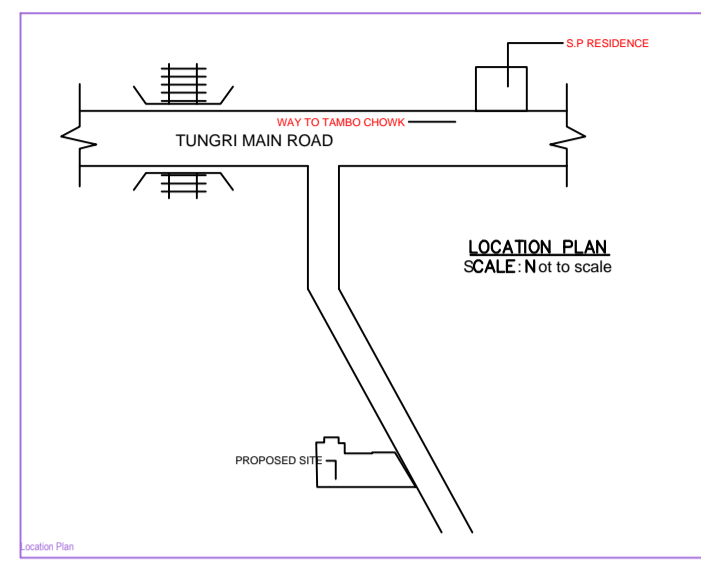 S.P RESIDENCE
WAY TO TAMBO CHOWK
TUNGRI MAIN ROAD
LOCATION PLAN
SCALE: Not to scale
PROPOSED SITE
Location Plan